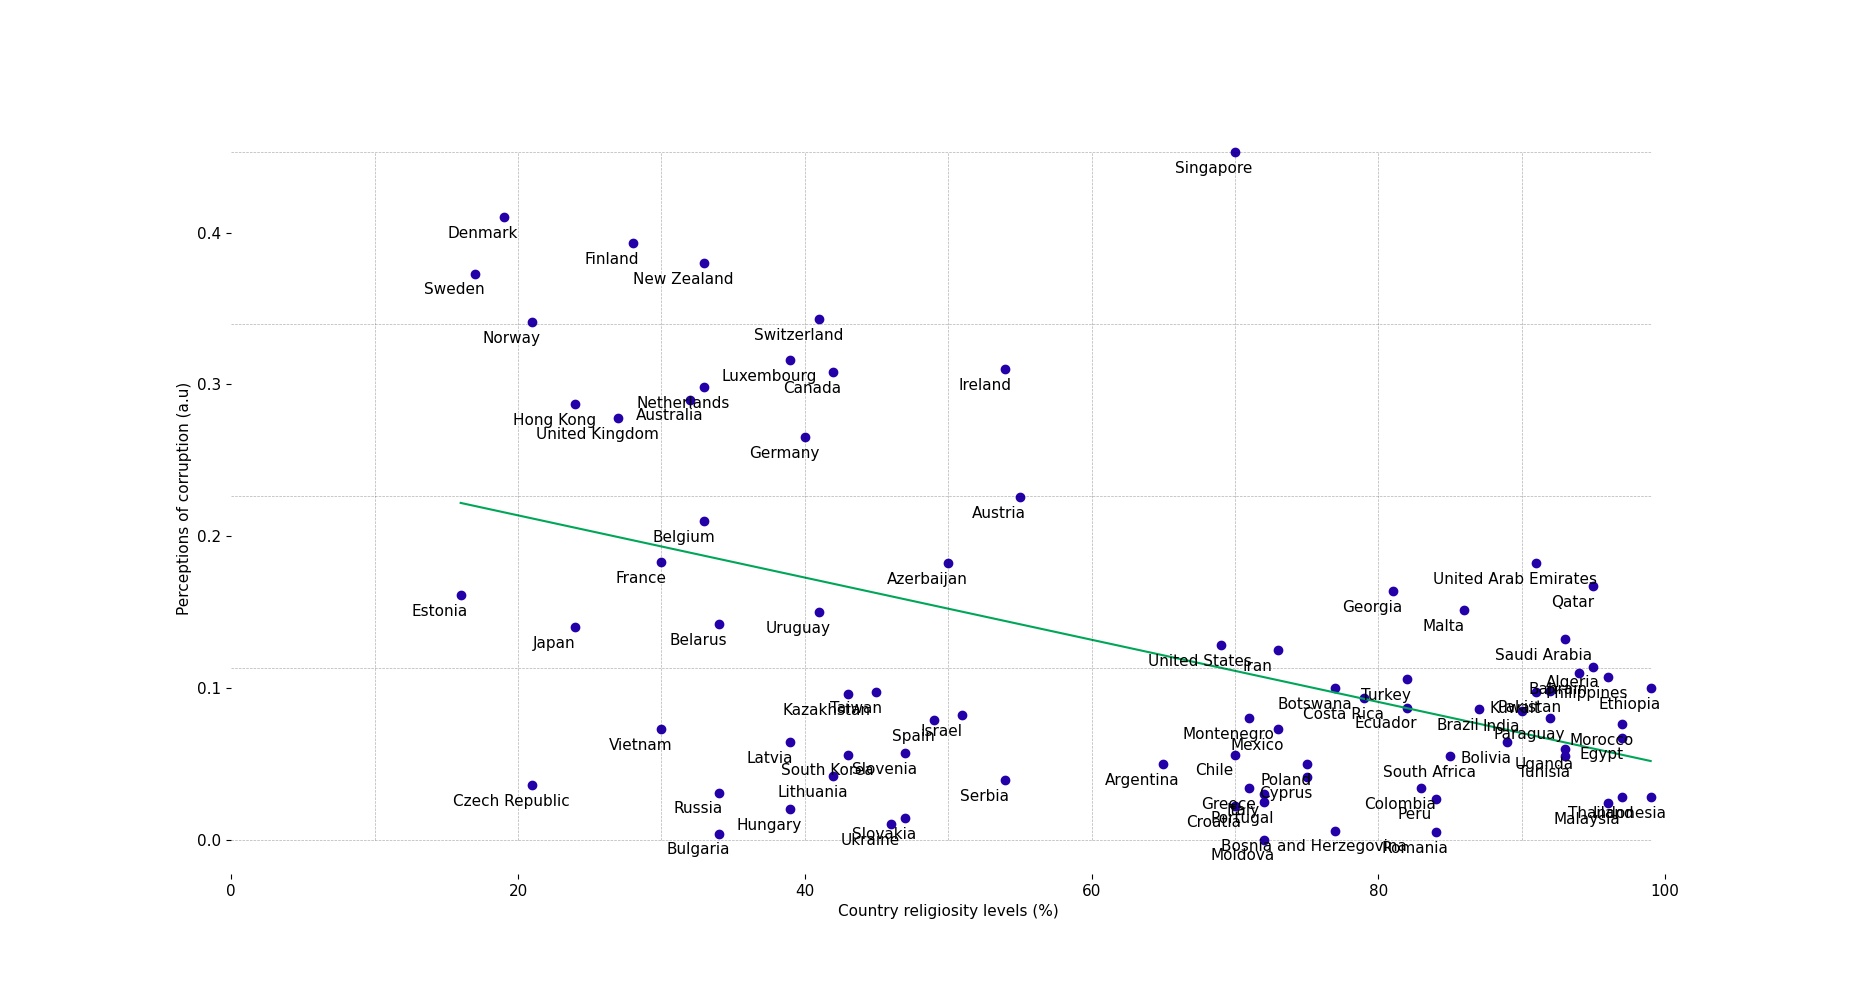 Singapore
Denmark
Finland
New Zealand
Sweden
Norway
Switzerland
Luxembourg
Canada
Ireland
Netherlands
Australia
Hong Kong
United Kingdom
Germany
Austria
Belgium
France
Azerbaijan
Estonia
Japan
Belarus
Uruguay
United Arab Emirates
Qatar
Georgia
Malta
Saudi Arabia
United States
Iran
Algeria
Bahrain
Philippines
Ethiopia
Turkey
Botswana
Costa Rica
Ecuador
Kuwait
Pakistan
Brazil
India
Paraguay
Morocco
Egypt
Kazakhstan
Taiwan
Israel
Spain
Vietnam
Latvia
South Korea
Slovenia
Lithuania
Montenegro
Mexico
Chile
Argentina
Poland
Cyprus
South Africa
Bolivia
Uganda
Tunisia
Czech Republic
Russia
Hungary
Serbia
Slovakia
Ukraine
Bulgaria
Greece
Italy
Portugal
Croatia
Colombia
Peru
Thailand
Indonesia
Malaysia
Bosnia and Herzegovina
Romania
Moldova
0.4
0.3
0.2
0.1
0.0
Perceptions of corruption (a.u)
0
20
40
60
80
100
Country religiosity levels (%)